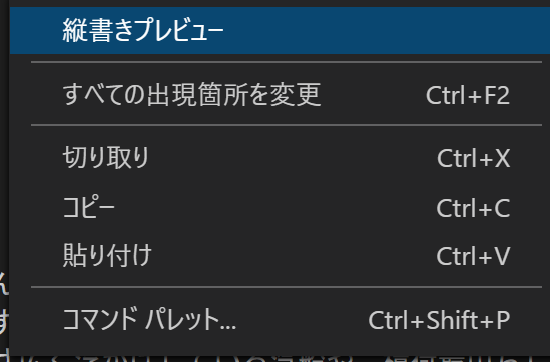 縦書きプレビュー
すべての出現箇所を変更 Ctrl+F2
切り取り Ctrl+X
コピー Ctrl+C
貼り付け Ctrl+V
コマンド パレット... Ctrl+Shift+P